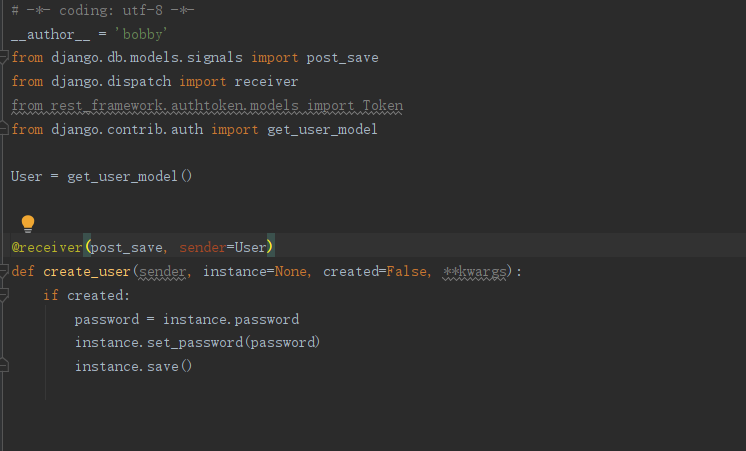 # -*- coding: utf-8 -*-
__author__ = 'bobby'
from django.db.models.signals import post_save
from django.dispatch import receiver
from rest_framework.authtoken.models import Token
from django.contrib.auth import get_user_model
User = get_user_model()
@receiver(post_save, sender=User)
def create_user(sender, instance=None, created=False, **kwargs):
    if created:
        password = instance.password
        instance.set_password(password)
        instance.save()